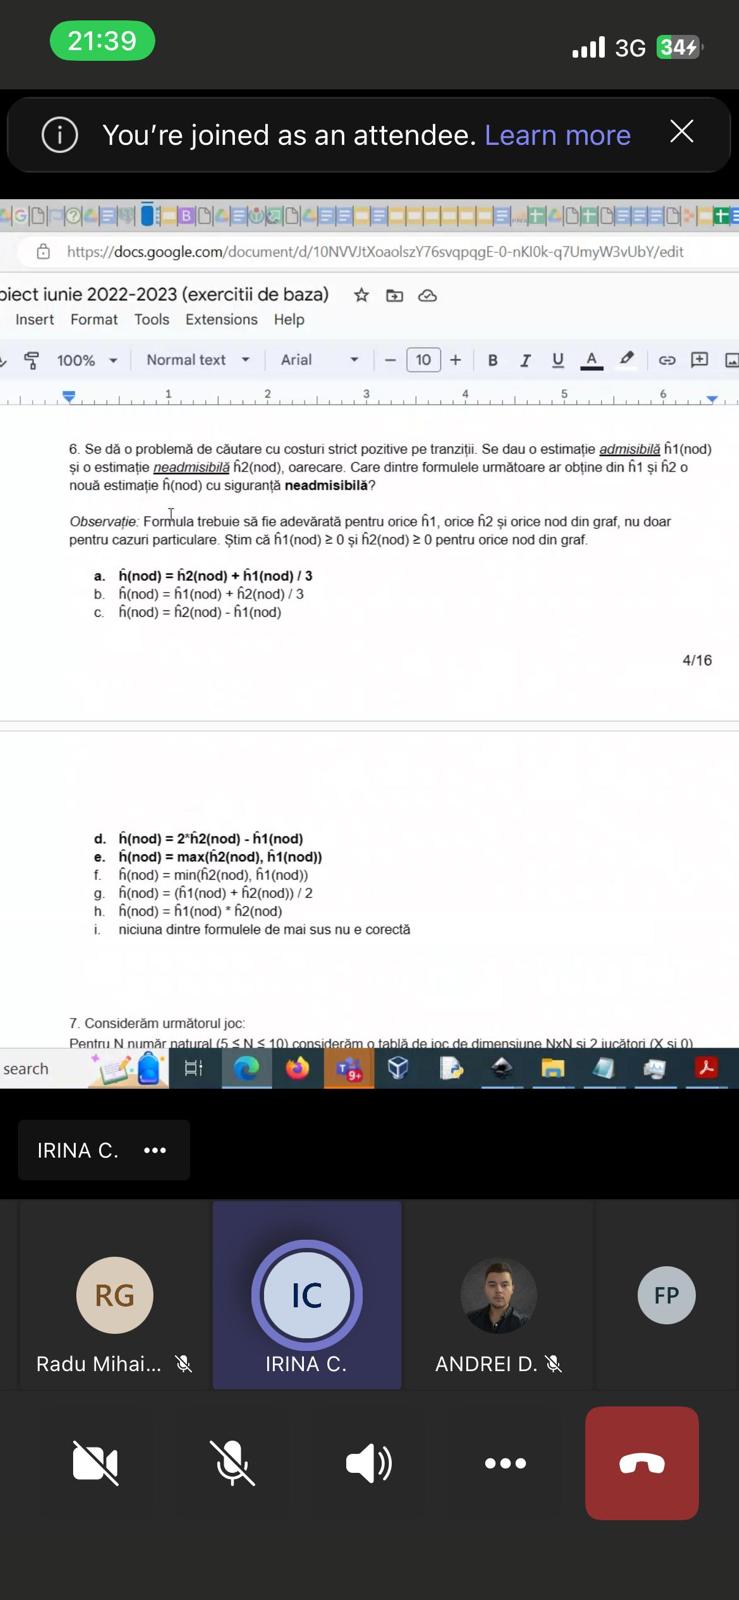 21:39
3G
34
You're joined as an attendee. Learn more
https://docs.google.com/document/d/10NVVJtXoaolszY76svqpqgE-0-nKI0k-q7UmyW3vUbY/edit
biect iunie 2022-2023 (exercitii de baza)
Insert Format Tools Extensions Help
100% Normal text Arial 10 B I U A
1 2 3 4 5 6
6. Se dă o problemă de căutare cu costuri strict pozitive pe tranziții. Se dau o estimație admisibilă ĥ1(nod)
și o estimație neadmisibilă ĥ2(nod), oarecare. Care dintre formulele următoare ar obține din ĥ1 și ĥ2 o
nouă estimație ĥ(nod) cu siguranță neadmisibilă?
Observație: Formula trebuie să fie adevărată pentru orice ĥ1, orice ĥ2 și orice nod din graf, nu doar
pentru cazuri particulare. Știm că ĥ1(nod) ≥ 0 și ĥ2(nod) ≥ 0 pentru orice nod din graf.
a. ĥ(nod) = ĥ2(nod) + ĥ1(nod) / 3
b. ĥ(nod) = ĥ1(nod) + ĥ2(nod) / 3
c. ĥ(nod) = ĥ2(nod) - ĥ1(nod)
4/16
d. ĥ(nod) = 2*ĥ2(nod) - ĥ1(nod)
e. ĥ(nod) = max(ĥ2(nod), ĥ1(nod))
f. ĥ(nod) = min(ĥ2(nod), ĥ1(nod))
g. ĥ(nod) = (ĥ1(nod) + ĥ2(nod)) / 2
h. ĥ(nod) = ĥ1(nod) * ĥ2(nod)
i. niciuna dintre formulele de mai sus nu e corectă
7. Considerăm următorul joc:
Pentru N număr natural (5 ≤ N ≤ 10) considerăm o tablă de joc de dimensiune NxN și 2 jucători (X și 0)
search
9+
IRINA C.
RG
IC
FP
Radu Mihai...
IRINA C.
ANDREI D.